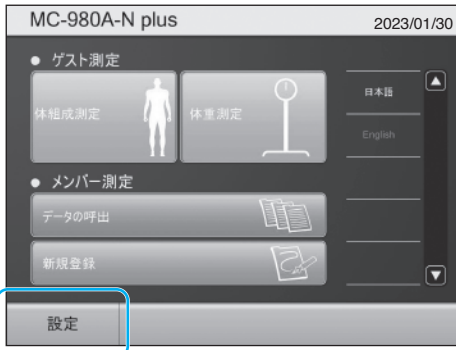 MC-980A-N plus
2023/01/30
● ゲスト測定
体組成測定
体重測定
日本語
English
● メンバー測定
データの呼出
新規登録
設定